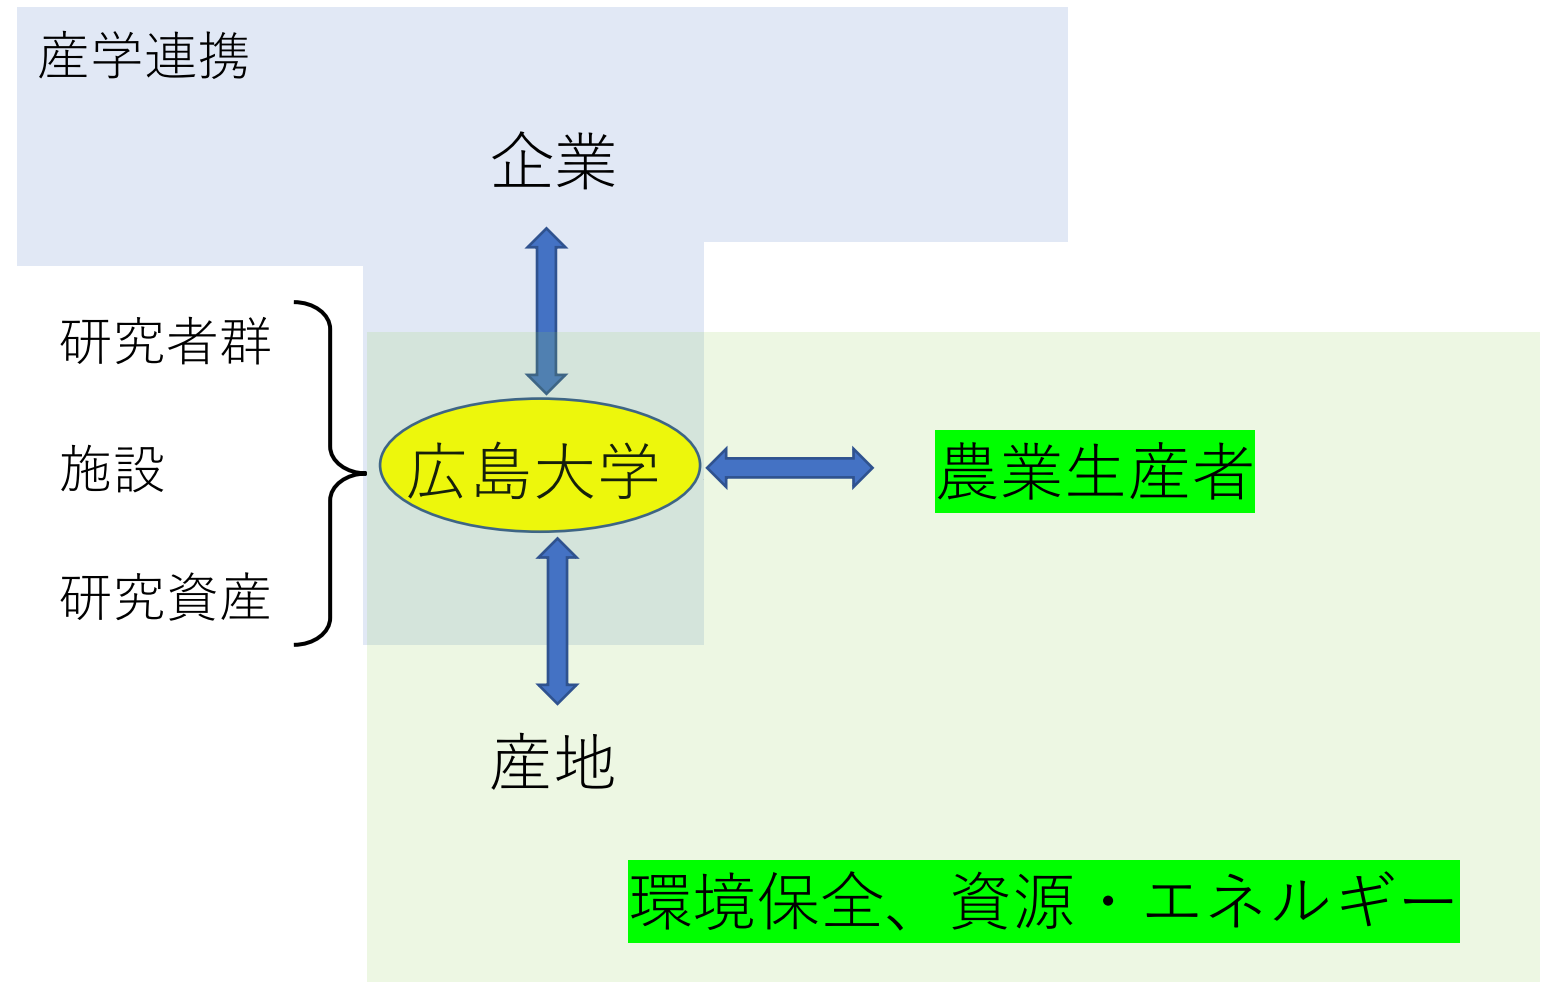 産学連携
企業
研究者群
施設
研究資産
広島大学
農業生産者
産地
環境保全、資源・エネルギー